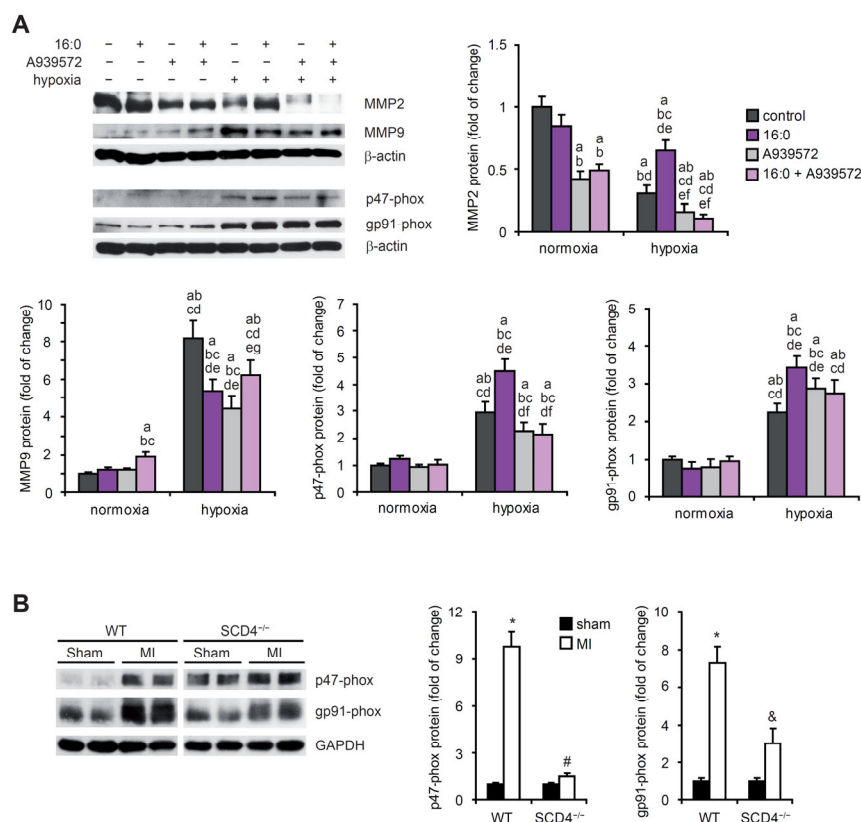 A
16:0 – + – + – + – +
A939572 – – + + – – + +
hypoxia – – – – + + + +
MMP2
MMP9
β-actin
p47-phox
gp91-phox
β-actin
MMP2 protein (fold of change)
1.5
1
0.5
0
a
b
a
b
a
bd
a
bc
de
ab
cd
ef
ab
cd
ef
normoxia
hypoxia
control
16:0
A939572
16:0 + A939572
MMP9 protein (fold of change)
10
8
6
4
2
0
a
bc
ab
cd
a
bc
de
a
bc
de
ab
cd
eg
normoxia
hypoxia
p47-phox protein (fold of change)
7
6
5
4
3
2
1
0
ab
cd
a
bc
de
a
bc
df
a
bc
df
normoxia
hypoxia
gp91-phox protein (fold of change)
5
4
3
2
1
0
ab
cd
a
bc
de
ab
cd
ab
cd
normoxia
hypoxia
B
WT SCD4⁻/⁻
Sham MI Sham MI
p47-phox
gp91-phox
GAPDH
p47-phox protein (fold of change)
12
9
6
3
0
*
#
WT
SCD4⁻/⁻
sham
MI
gp91-phox protein (fold of change)
10
8
6
4
2
0
*
&
WT
SCD4⁻/⁻